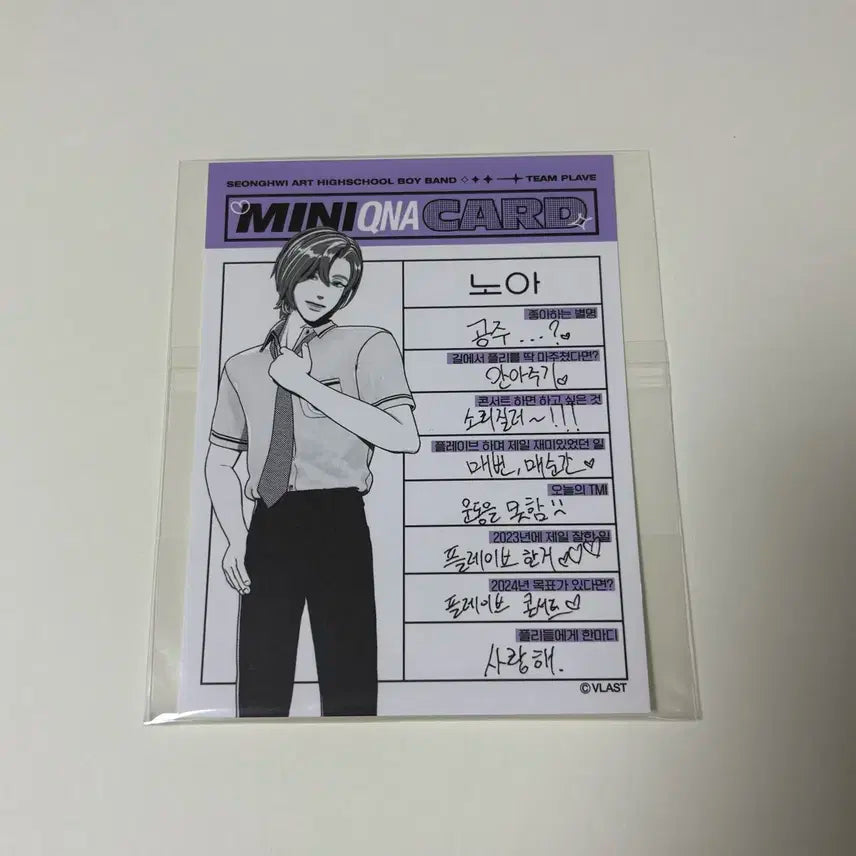 SEONGHWI ART HIGHSCHOOL BOY BAND TEAM PLAVE
MINI QNA CARD
노아
좋아하는 별명
공주...?♡
길에서 플리를 딱 마주쳤다면?
안아주기♡
콘서트 하면 하고 싶은 것
소리질러~!!!
플레이브 하며 제일 재미있었던 일
매번, 매순간♡
오늘의 TMI
운동을 못함
2023년에 제일 잘한 일
플레이브 한거♡♡♡
2024년 목표가 있다면?
플레이브 콘서트♡
플리들에게 한마디
사랑해.
©VLAST